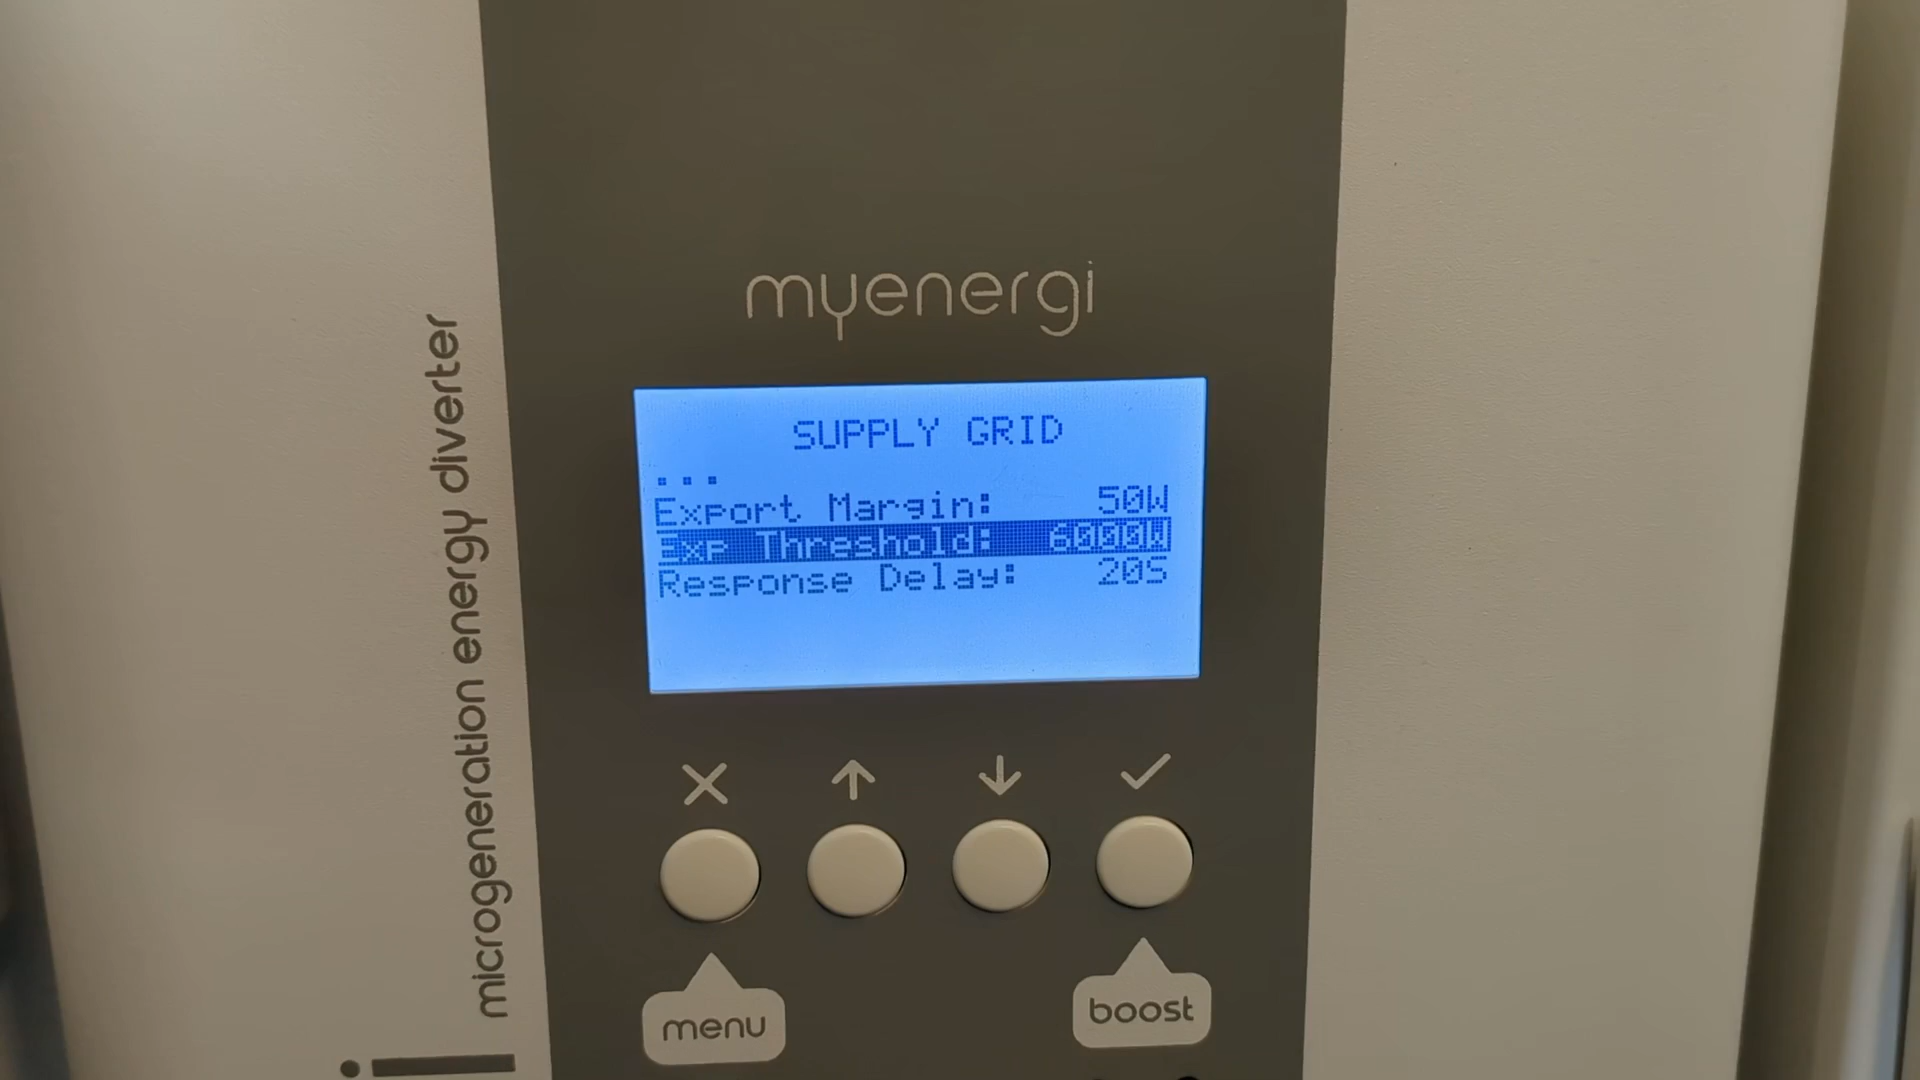 myenergi
SUPPLY GRID
...
Export Margin: 50W
Exp Threshold: 6000W
Response Delay: 20S
menu
boost
microgeneration energy diverter